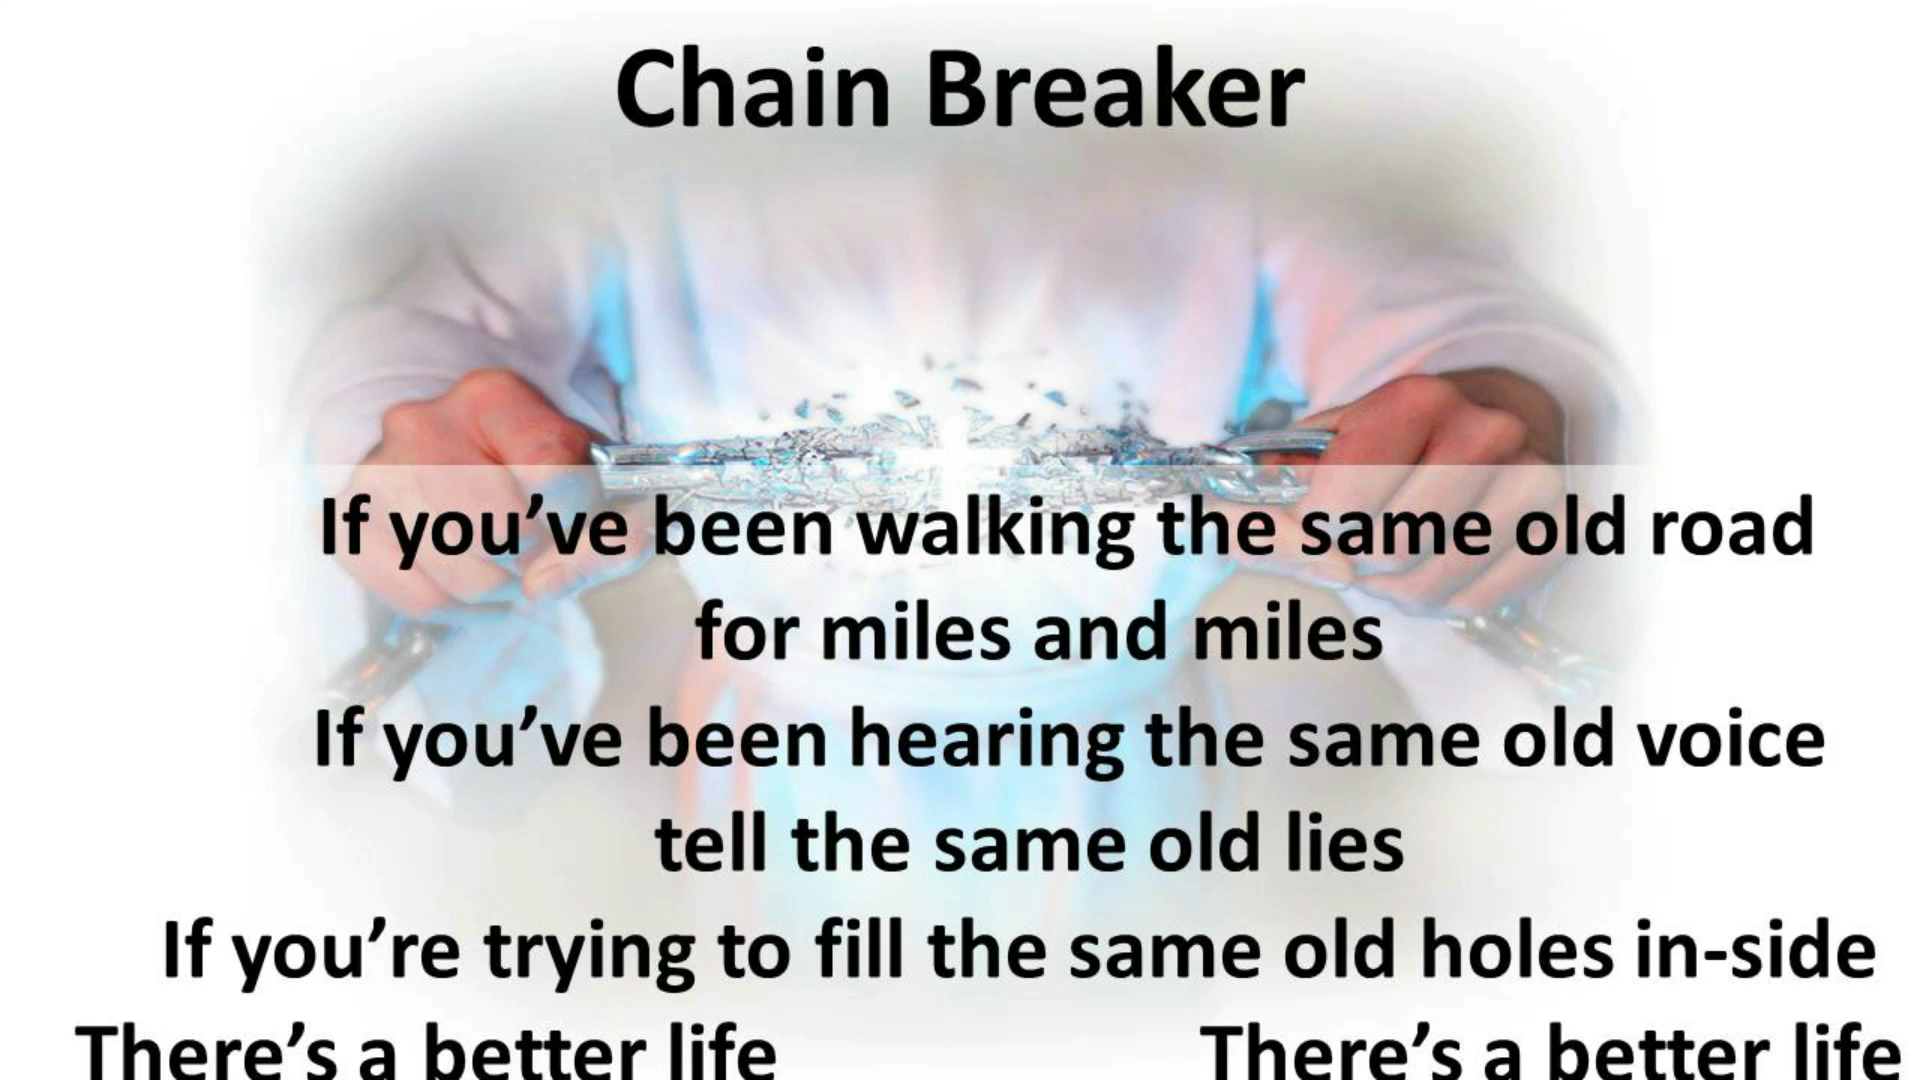 Chain Breaker
If you’ve been walking the same old road
for miles and miles
If you’ve been hearing the same old voice
tell the same old lies
If you’re trying to fill the same old holes in-side
There’s a better life There’s a better life